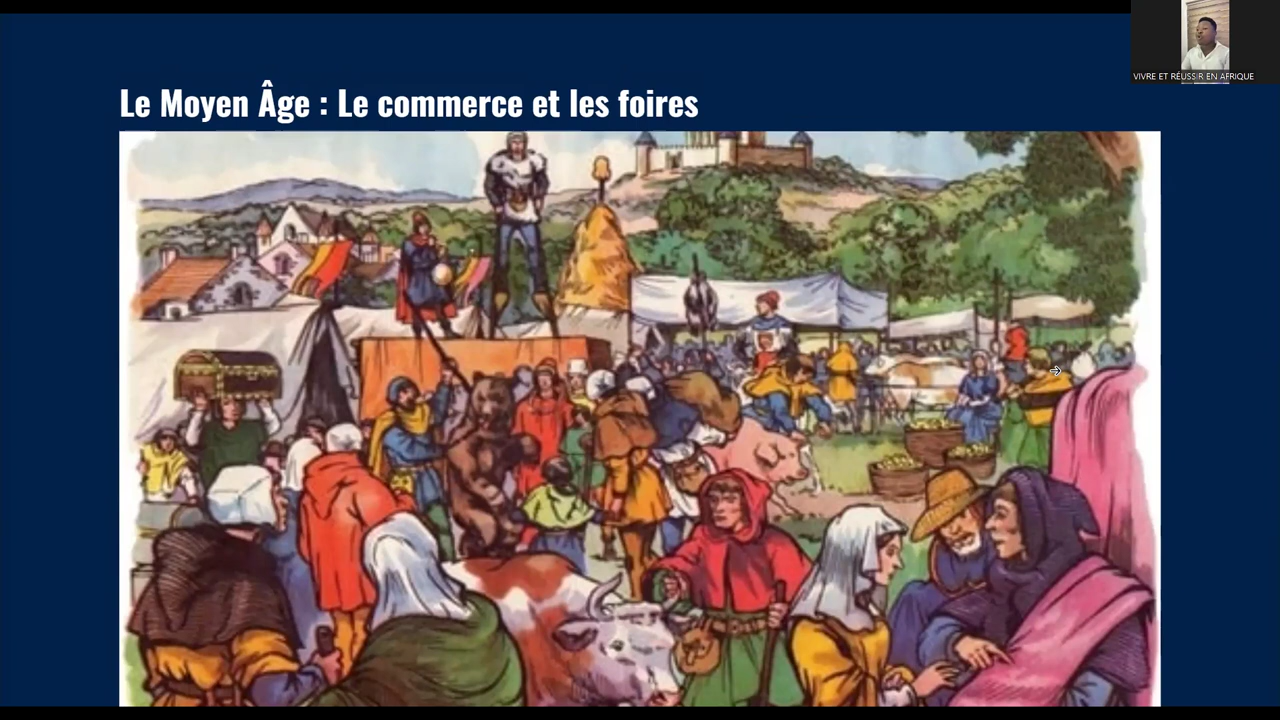 VIVRE ET RÉUSSIR EN AFRIQUE
Le Moyen Âge : Le commerce et les foires